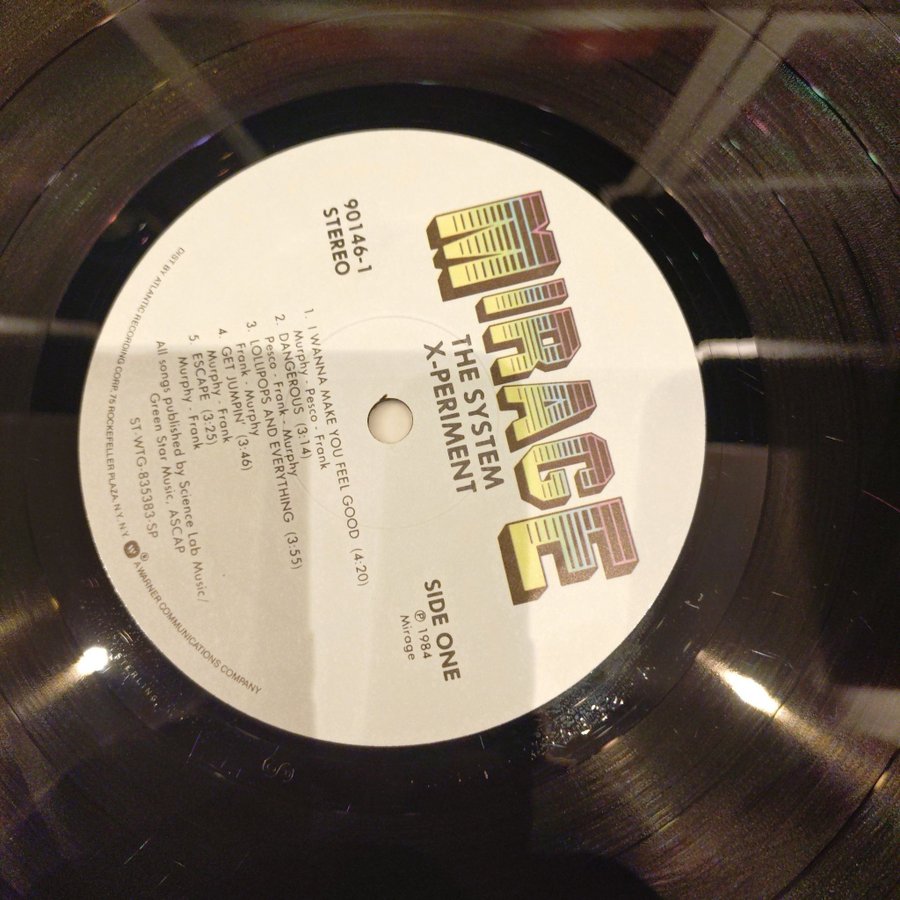 MIRAGE
THE SYSTEM
X-PERIMENT
90146-1
STEREO
SIDE ONE
℗ 1984
Mirage
1. I WANNA MAKE YOU FEEL GOOD (4:20)
Murphy - Pesco - Frank
2. DANGEROUS (3:14)
Pesco - Frank - Murphy
3. LOLLIPOPS AND EVERYTHING (3:55)
Frank - Murphy
4. GET JUMPIN' (3:46)
Murphy - Frank
5. ESCAPE (3:25)
Murphy - Frank
All songs published by Science Lab Music/
Green Star Music, ASCAP
ST-WTG-835383-SP
DIST. BY ATLANTIC RECORDING CORP. 75 ROCKEFELLER PLAZA, N.Y., N.Y. W ® A WARNER COMMUNICATIONS COMPANY